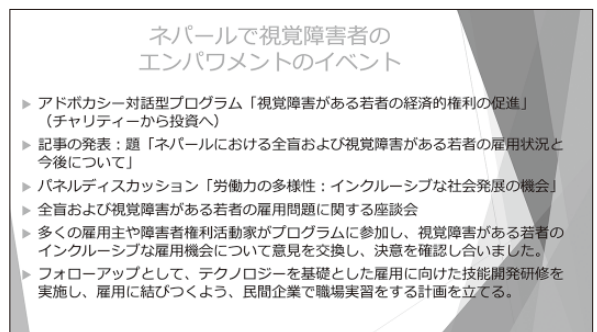 ネパールで視覚障害者の
エンパワメントのイベント
アドボカシー対話型プログラム「視覚障害がある若者の経済的権利の促進」
(チャリティーから投資へ)
記事の発表:題「ネパールにおける全盲および視覚障害がある若者の雇用状況と
今後について」
パネルディスカッション「労働力の多様性:インクルーシブな社会発展の機会」
全盲および視覚障害がある若者の雇用問題に関する座談会
多くの雇用主や障害者権利活動家がプログラムに参加し、視覚障害がある若者の
インクルーシブな雇用機会について意見を交換し、決意を確認し合いました。
フォローアップとして、テクノロジーを基礎とした雇用に向けた技能開発研修を
実施し、雇用に結びつくよう、民間企業で職場実習をする計画を立てる。